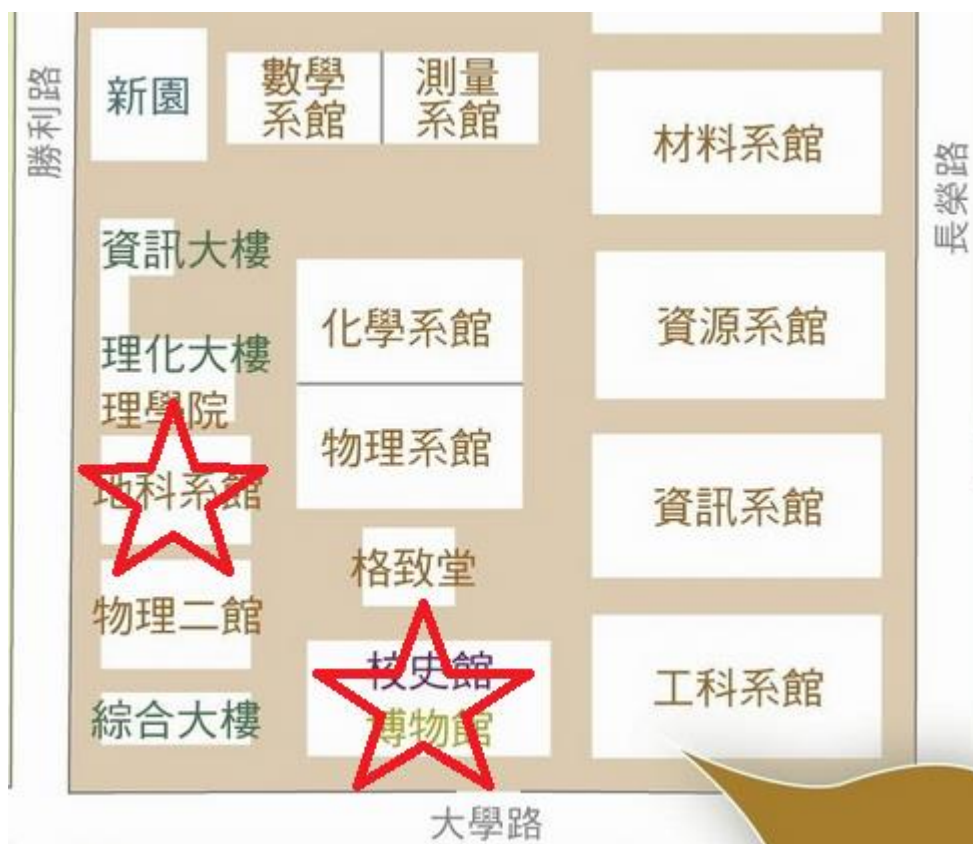 勝利路
新園
數學
系館
測量
系館
材料系館
長榮路
資訊大樓
化學系館
資源系館
理化大樓
理學院
物理系館
地科系館
資訊系館
格致堂
物理二館
校史館
博物館
工科系館
綜合大樓
大學路